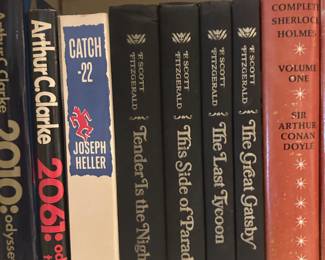 Arthur C. Clarke
2010: odysse
Arthur C. Clarke
2061: od
CATCH
-22
JOSEPH
HELLER
F. SCOTT
FITZGERALD
Tender Is the Nigh
F. SCOTT
FITZGERALD
This Side of Parad
F. SCOTT
FITZGERALD
The Last Tycoon
F. SCOTT
FITZGERALD
The Great Gatsby
COMPLETE
SHERLOCK
HOLMES
VOLUME
ONE
SIR
ARTHUR
CONAN
DOYLE